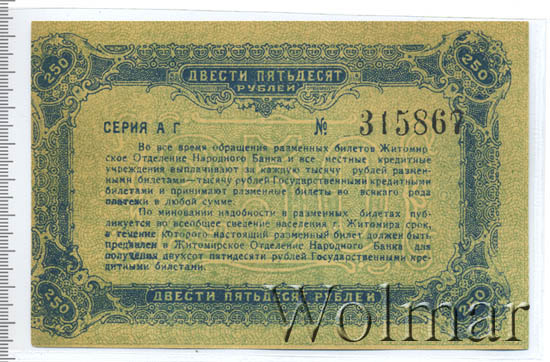 250
250
ДВЕСТИ ПЯТЬДЕСЯТ
РУБЛЕЙ
СЕРИЯ А Г
№ 315867
Во все время обращения разменных билетов Житомир-
ское Отделение Народного Банка и все местные кредитные
учреждения выплачивают за каждую тысячу рублей размен-
ными билетами—тысячу рублей Государственными кредитными
билетами и принимают разменные билеты во всякого рода
платежи в любой сумме.
По миновании надобности в разменных билетах пуб-
ликуется во всеобщее сведение населения г. Житомира срок,
в течение которого настоящий разменный билет должен быть
пред'явлен в Житомирское Отделение Народного Банка для
получения двухсот пятидесяти рублей Государственными кре-
дитными билетами.
250
ДВЕСТИ ПЯТЬДЕСЯТ РУБЛЕЙ
250
Wolmar